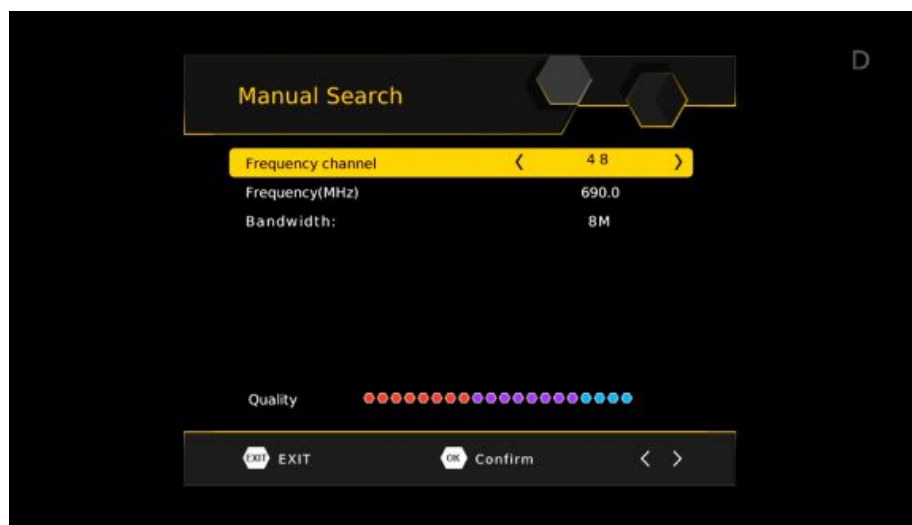 D
Manual Search
Frequency channel < 48 >
Frequency(MHz) 690.0
Bandwidth: 8M
Quality
EXIT EXIT OK Confirm < >